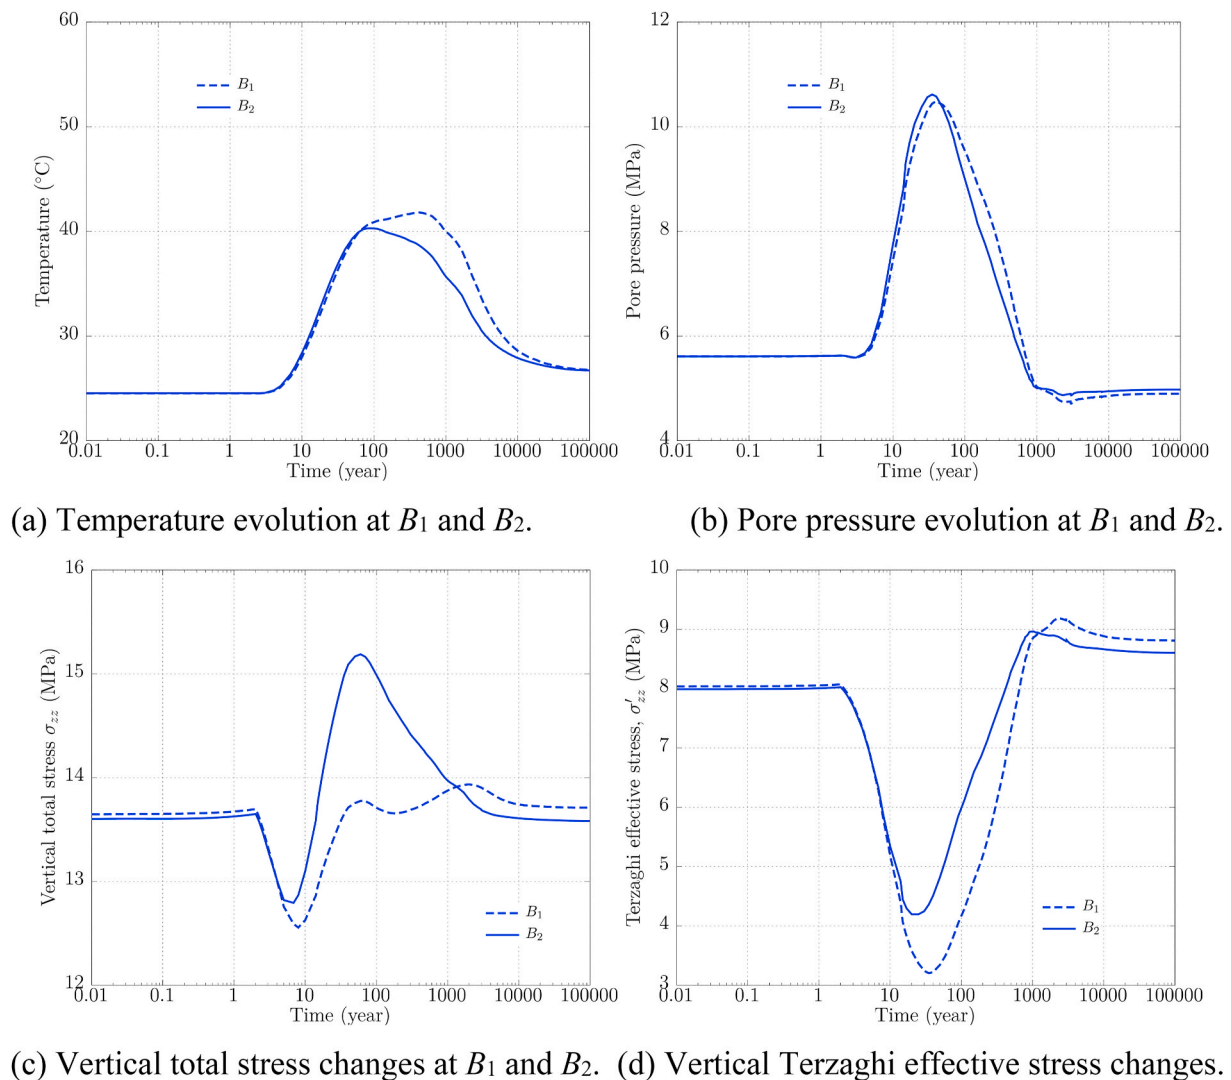 60
50
40
30
20
Temperature (°C)
B₁
B₂
0.01 0.1 1 10 100 1000 10000 100000
Time (year)
12
10
8
6
4
Pore pressure (MPa)
B₁
B₂
0.01 0.1 1 10 100 1000 10000 100000
Time (year)
(a) Temperature evolution at B₁ and B₂.
(b) Pore pressure evolution at B₁ and B₂.
16
15
14
13
12
Vertical total stress σzz (MPa)
B₁
B₂
0.01 0.1 1 10 100 1000 10000 100000
Time (year)
10
9
8
7
6
5
4
3
Terzaghi effective stress, σ′zz (MPa)
B₁
B₂
0.01 0.1 1 10 100 1000 10000 100000
Time (year)
(c) Vertical total stress changes at B₁ and B₂.
(d) Vertical Terzaghi effective stress changes.